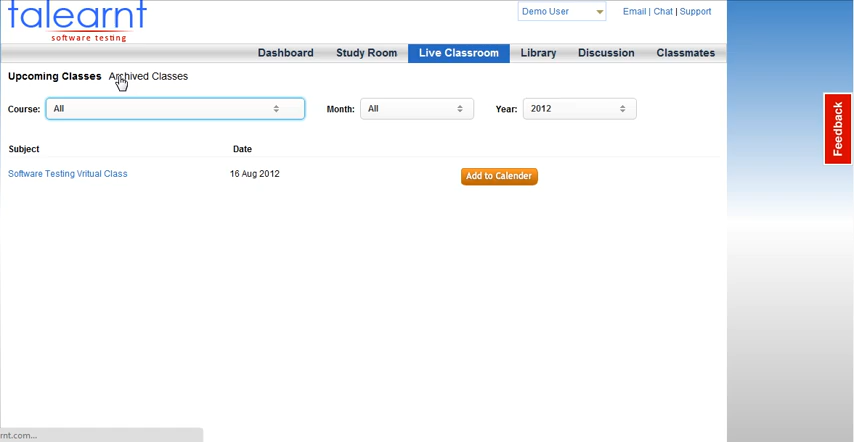 talearnt
software testing
Demo User
Email | Chat | Support
Dashboard Study Room Live Classroom Library Discussion Classmates
Upcoming Classes Archived Classes
Course: All Month: All Year: 2012
Subject Date
Software Testing Vritual Class 16 Aug 2012 Add to Calender
Feedback
rnt.com...